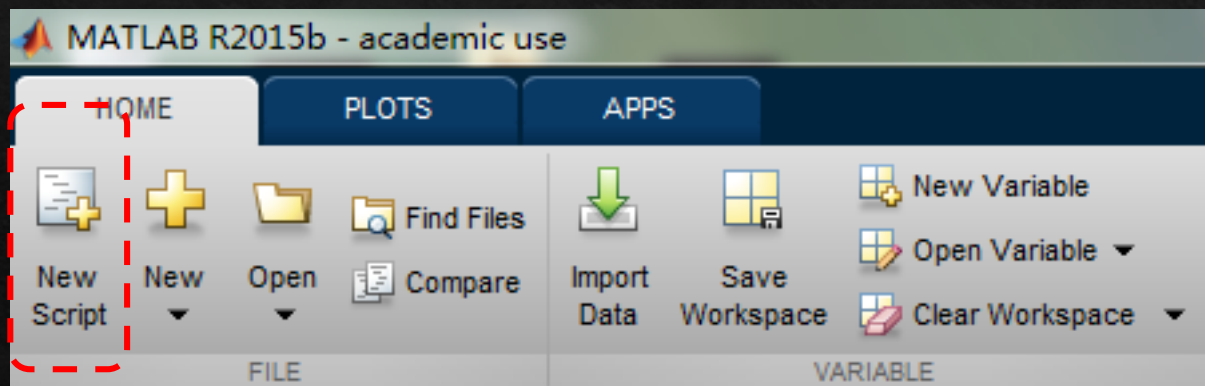 MATLAB R2015b - academic use
HOME PLOTS APPS
New Script
New
Open
Find Files
Compare
Import Data
Save Workspace
New Variable
Open Variable
Clear Workspace
FILE VARIABLE